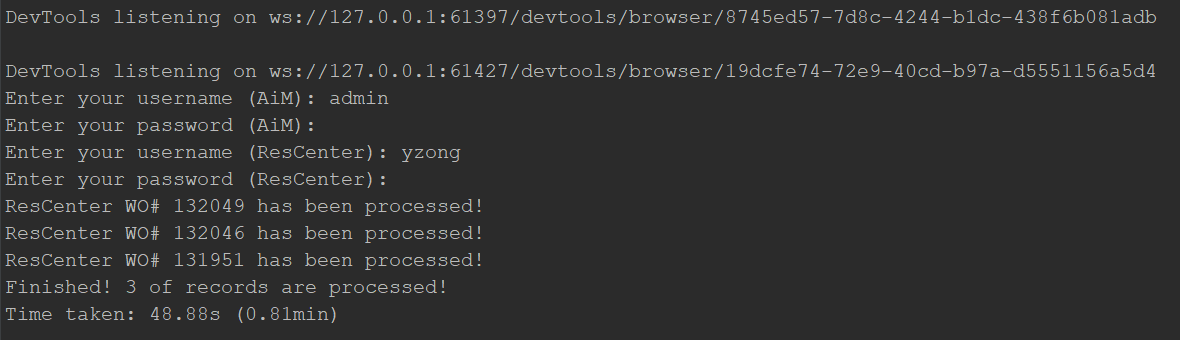 DevTools listening on ws://127.0.0.1:61397/devtools/browser/8745ed57-7d8c-4244-b1dc-438f6b081adb
DevTools listening on ws://127.0.0.1:61427/devtools/browser/19dcfe74-72e9-40cd-b97a-d5551156a5d4
Enter your username (AiM): admin
Enter your password (AiM):
Enter your username (ResCenter): yzong
Enter your password (ResCenter):
ResCenter WO# 132049 has been processed!
ResCenter WO# 132046 has been processed!
ResCenter WO# 131951 has been processed!
Finished! 3 of records are processed!
Time taken: 48.88s (0.81min)